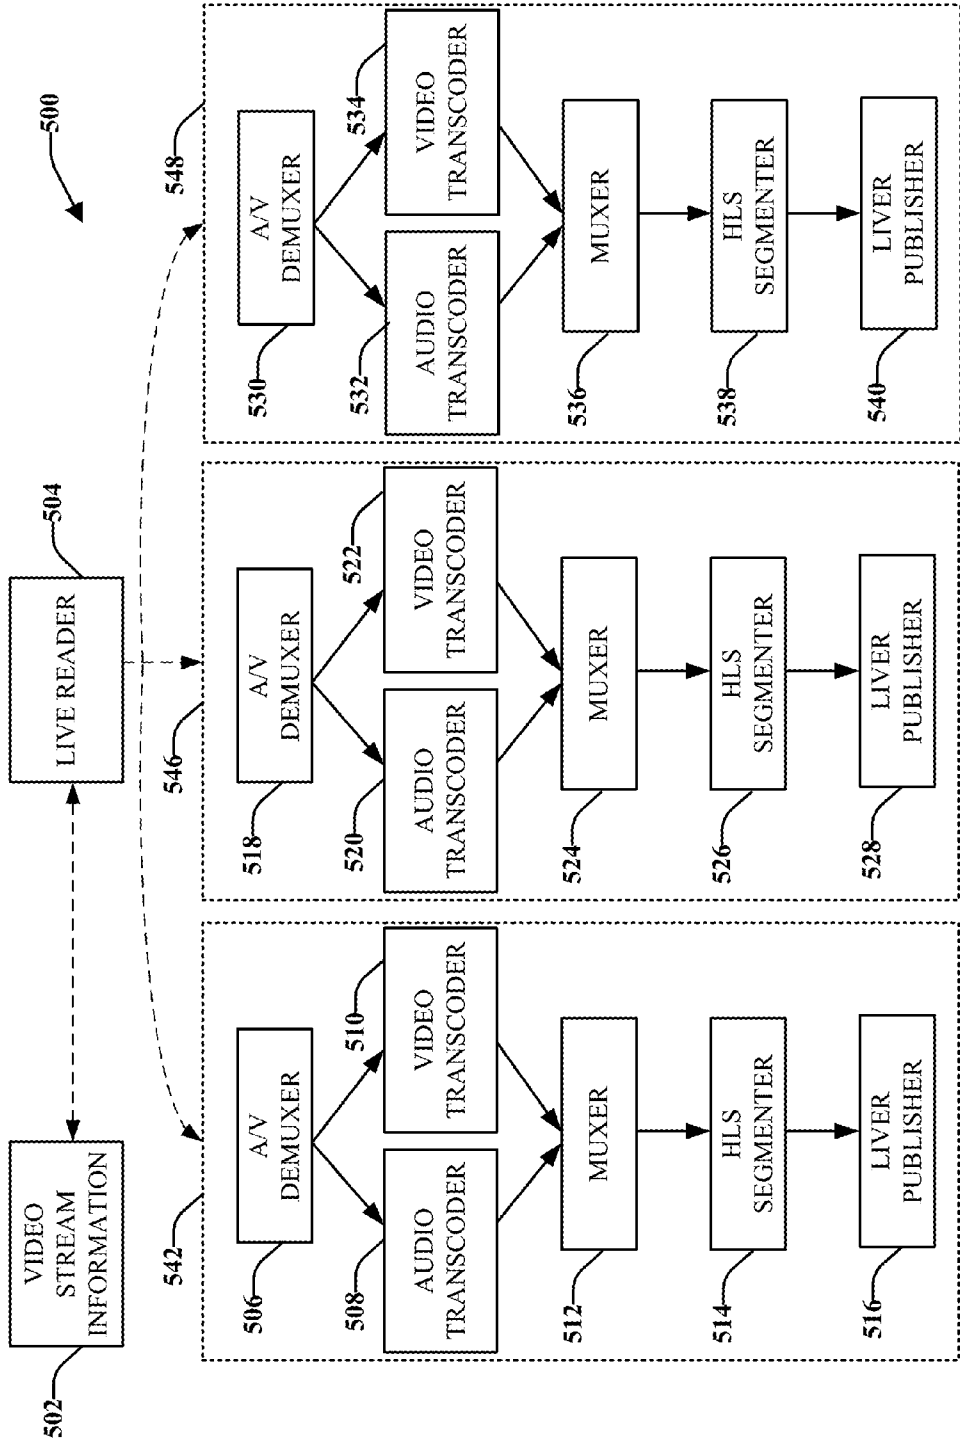 500
502
VIDEO
STREAM
INFORMATION
LIVE READER
504
542
A/V
DEMUXER
506
AUDIO
TRANSCODER
508
VIDEO
TRANSCODER
510
MUXER
512
HLS
SEGMENTER
514
LIVER
PUBLISHER
516
546
A/V
DEMUXER
518
AUDIO
TRANSCODER
520
VIDEO
TRANSCODER
522
MUXER
524
HLS
SEGMENTER
526
LIVER
PUBLISHER
528
548
A/V
DEMUXER
530
AUDIO
TRANSCODER
532
VIDEO
TRANSCODER
534
MUXER
536
HLS
SEGMENTER
538
LIVER
PUBLISHER
540